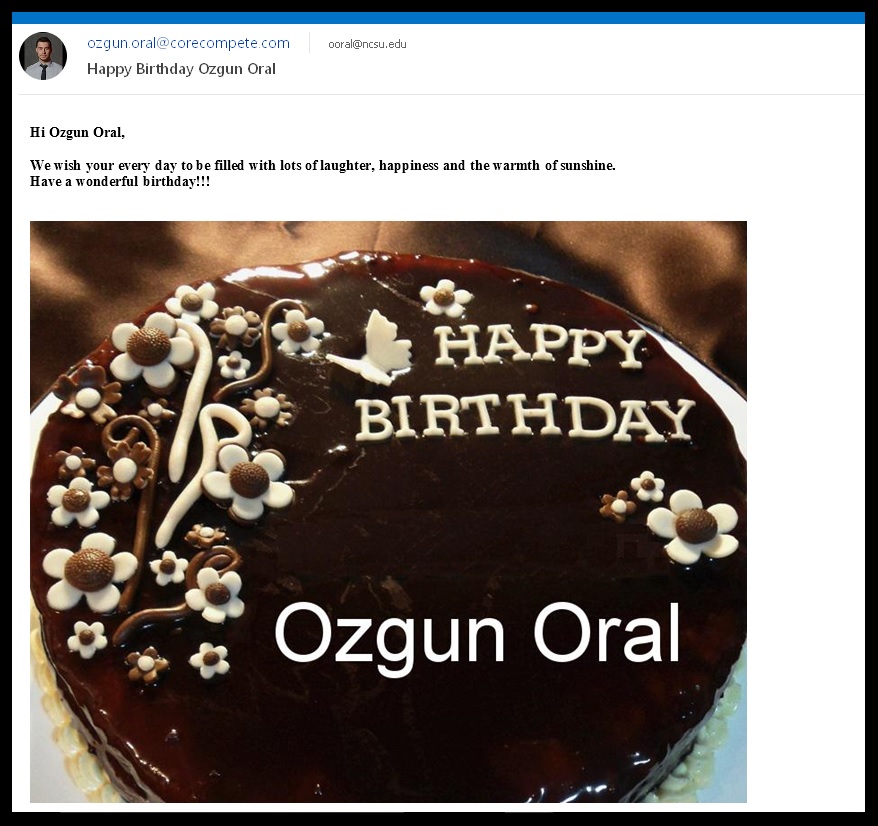 ozgun.oral@corecompete.com ooral@ncsu.edu
Happy Birthday Ozgun Oral
Hi Ozgun Oral,
We wish your every day to be filled with lots of laughter, happiness and the warmth of sunshine.
Have a wonderful birthday!!!
HAPPY
BIRTHDAY
Ozgun Oral